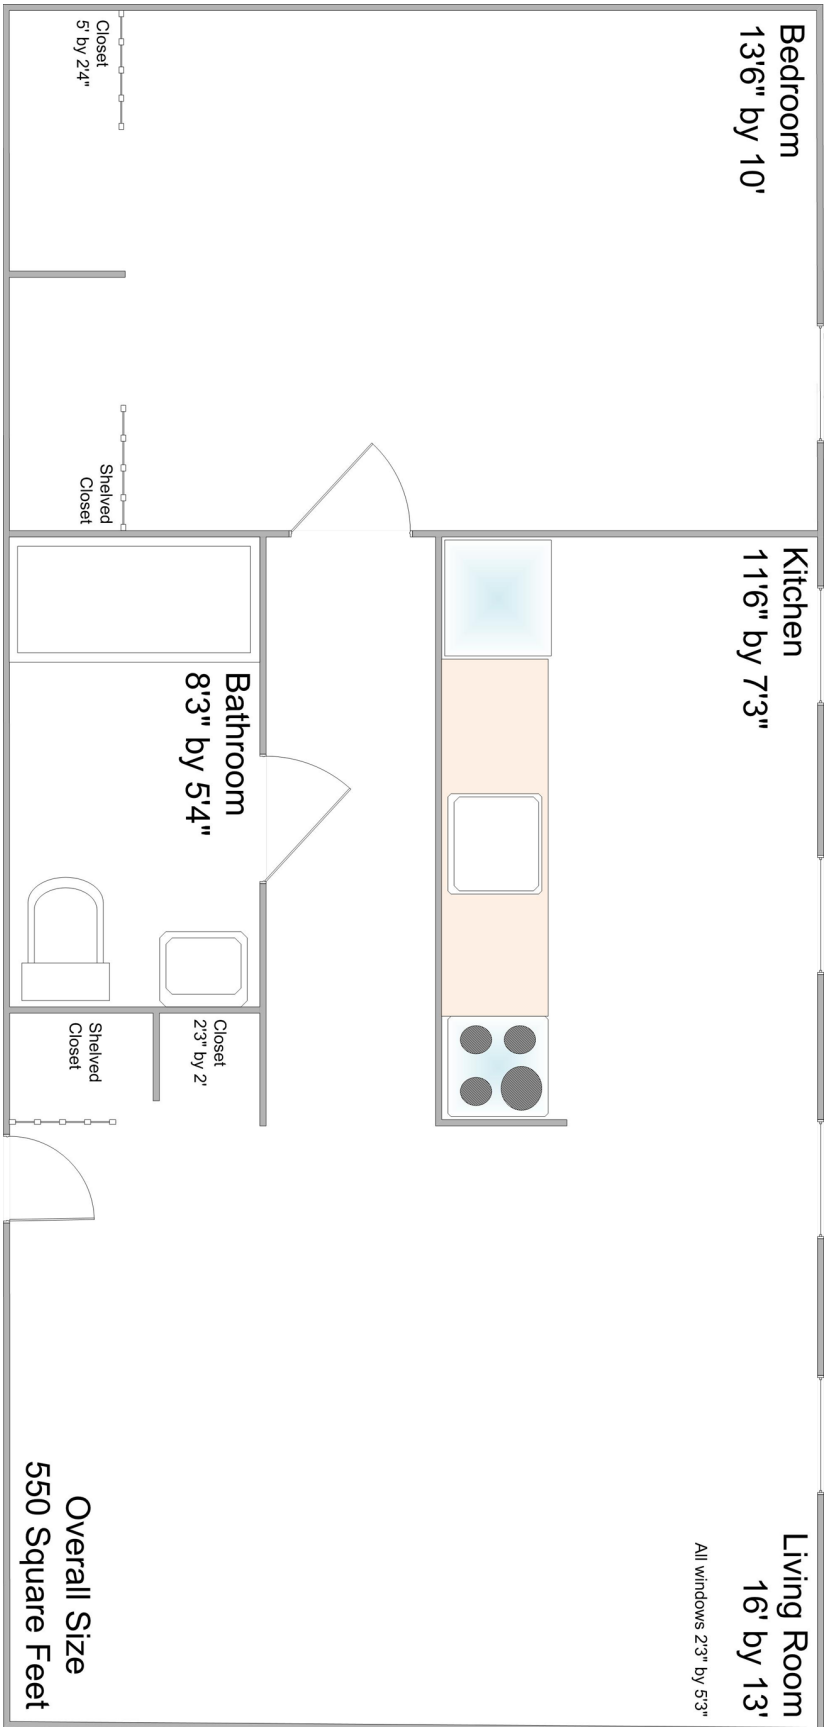 Bedroom
13'6" by 10'
Closet
5' by 2'4"
Shelved
Closet
Kitchen
11'6" by 7'3"
Bathroom
8'3" by 5'4"
Closet
2'3" by 2'
Shelved
Closet
Living Room
16' by 13'
All windows 2'3" by 5'3"
Overall Size
550 Square Feet